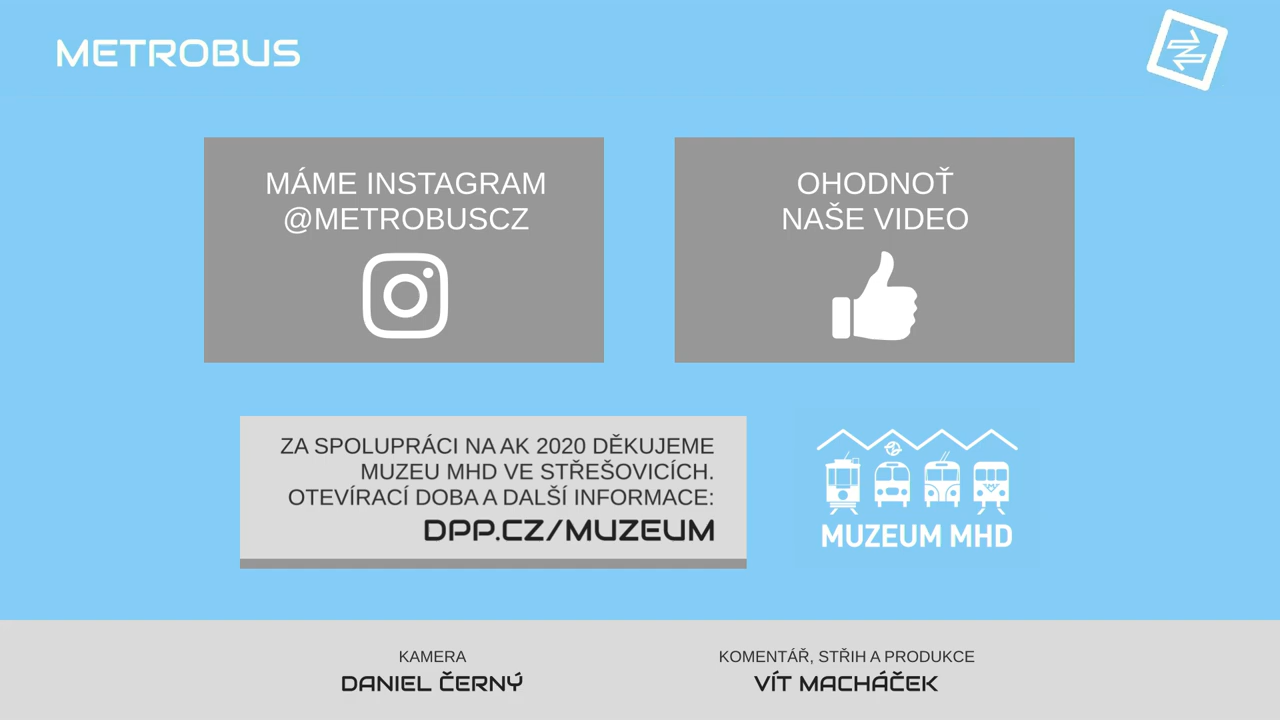 METROBUS
MÁME INSTAGRAM
@METROBUSCZ
OHODNOŤ
NAŠE VIDEO
ZA SPOLUPRÁCI NA AK 2020 DĚKUJEME
MUZEU MHD VE STŘEŠOVICÍCH.
OTEVÍRACÍ DOBA A DALŠÍ INFORMACE:
DPP.CZ/MUZEUM
MUZEUM MHD
KAMERA
DANIEL ČERNÝ
KOMENTÁŘ, STŘIH A PRODUKCE
VÍT MACHÁČEK